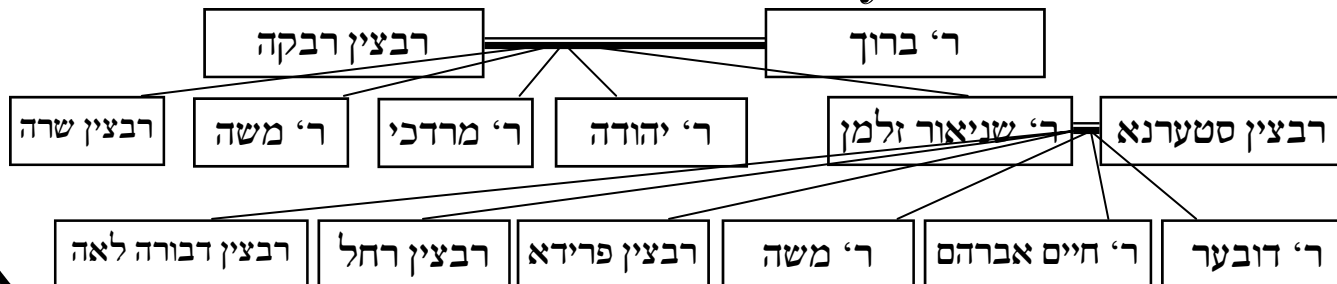 ר' ברוך רבצין רבקה
רבצין סטערנא ר' שניאור זלמן ר' יהודה ר' מרדכי ר' משה רבצין שרה
ר' דובער ר' חיים אברהם ר' משה רבצין פרידא רבצין רחל רבצין דבורה לאה